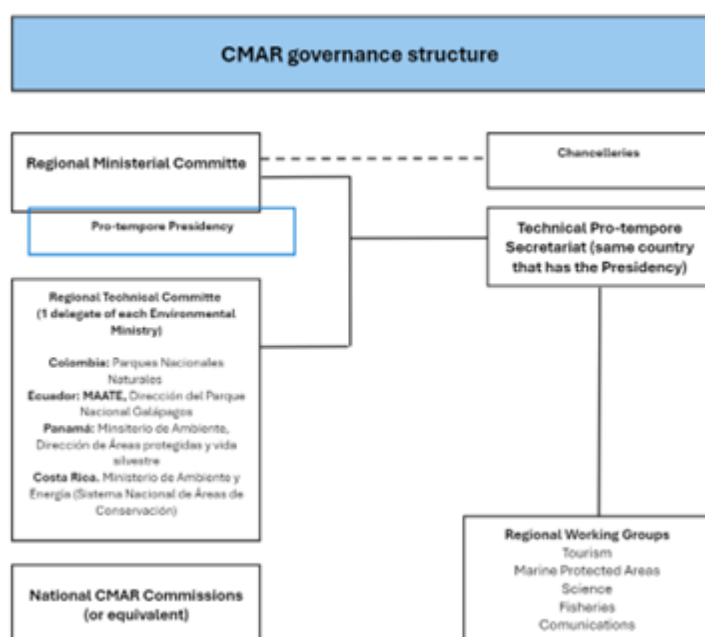 CMAR governance structure
Regional Ministerial Committe
Chancelleries
Pro-tempore Presidency
Technical Pro-tempore
Secretariat (same country
that has the Presidency)
Regional Technical Committe
(1 delegate of each Environmental
Ministry)
Colombia: Parques Nacionales
Naturales
Ecuador: MAATE, Dirección del Parque
Nacional Galápagos
Panamá: Minsiterio de Ambiente,
Dirección de Áreas protegidas y vida
silvestre
Costa Rica. Ministerio de Ambiente y
Energía (Sistema Nacional de Áreas de
Conservación)
National CMAR Commissions
(or equivalent)
Regional Working Groups
Tourism
Marine Protected Areas
Science
Fisheries
Comunications